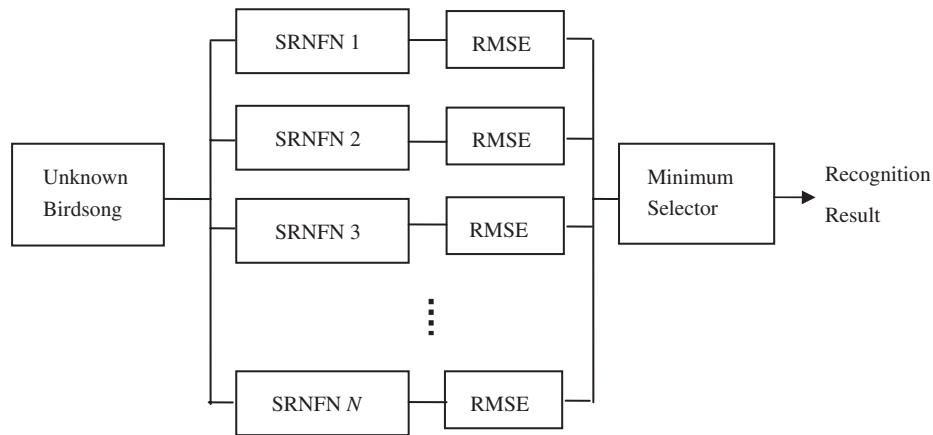 SRNFN 1
RMSE
SRNFN 2
RMSE
Unknown
Birdsong
Minimum
Selector
Recognition
Result
SRNFN 3
RMSE
SRNFN N
RMSE